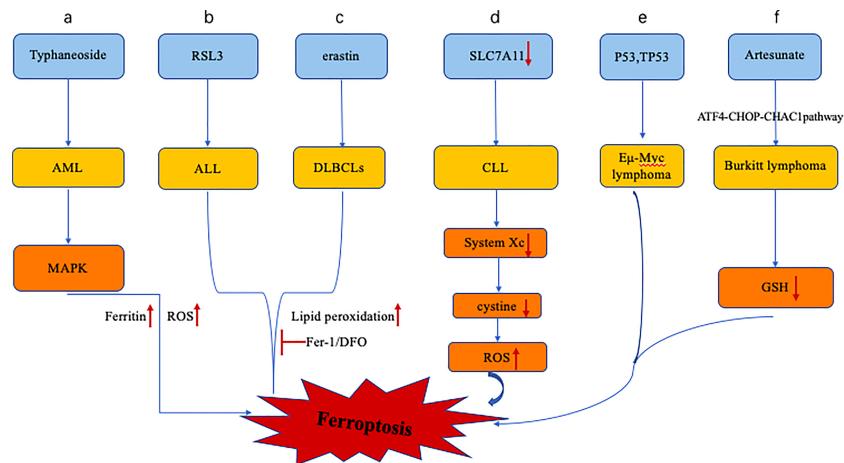 a
b
c
d
e
f
Typhaneoside
RSL3
erastin
SLC7A11
P53,TP53
Artesunate
ATF4-CHOP-CHAC1pathway
AML
ALL
DLBCLs
CLL
Eμ-Myc
lymphoma
Burkitt lymphoma
MAPK
System Xc
GSH
Ferritin
ROS
Lipid peroxidation
cystine
Fer-1/DFO
ROS
Ferroptosis